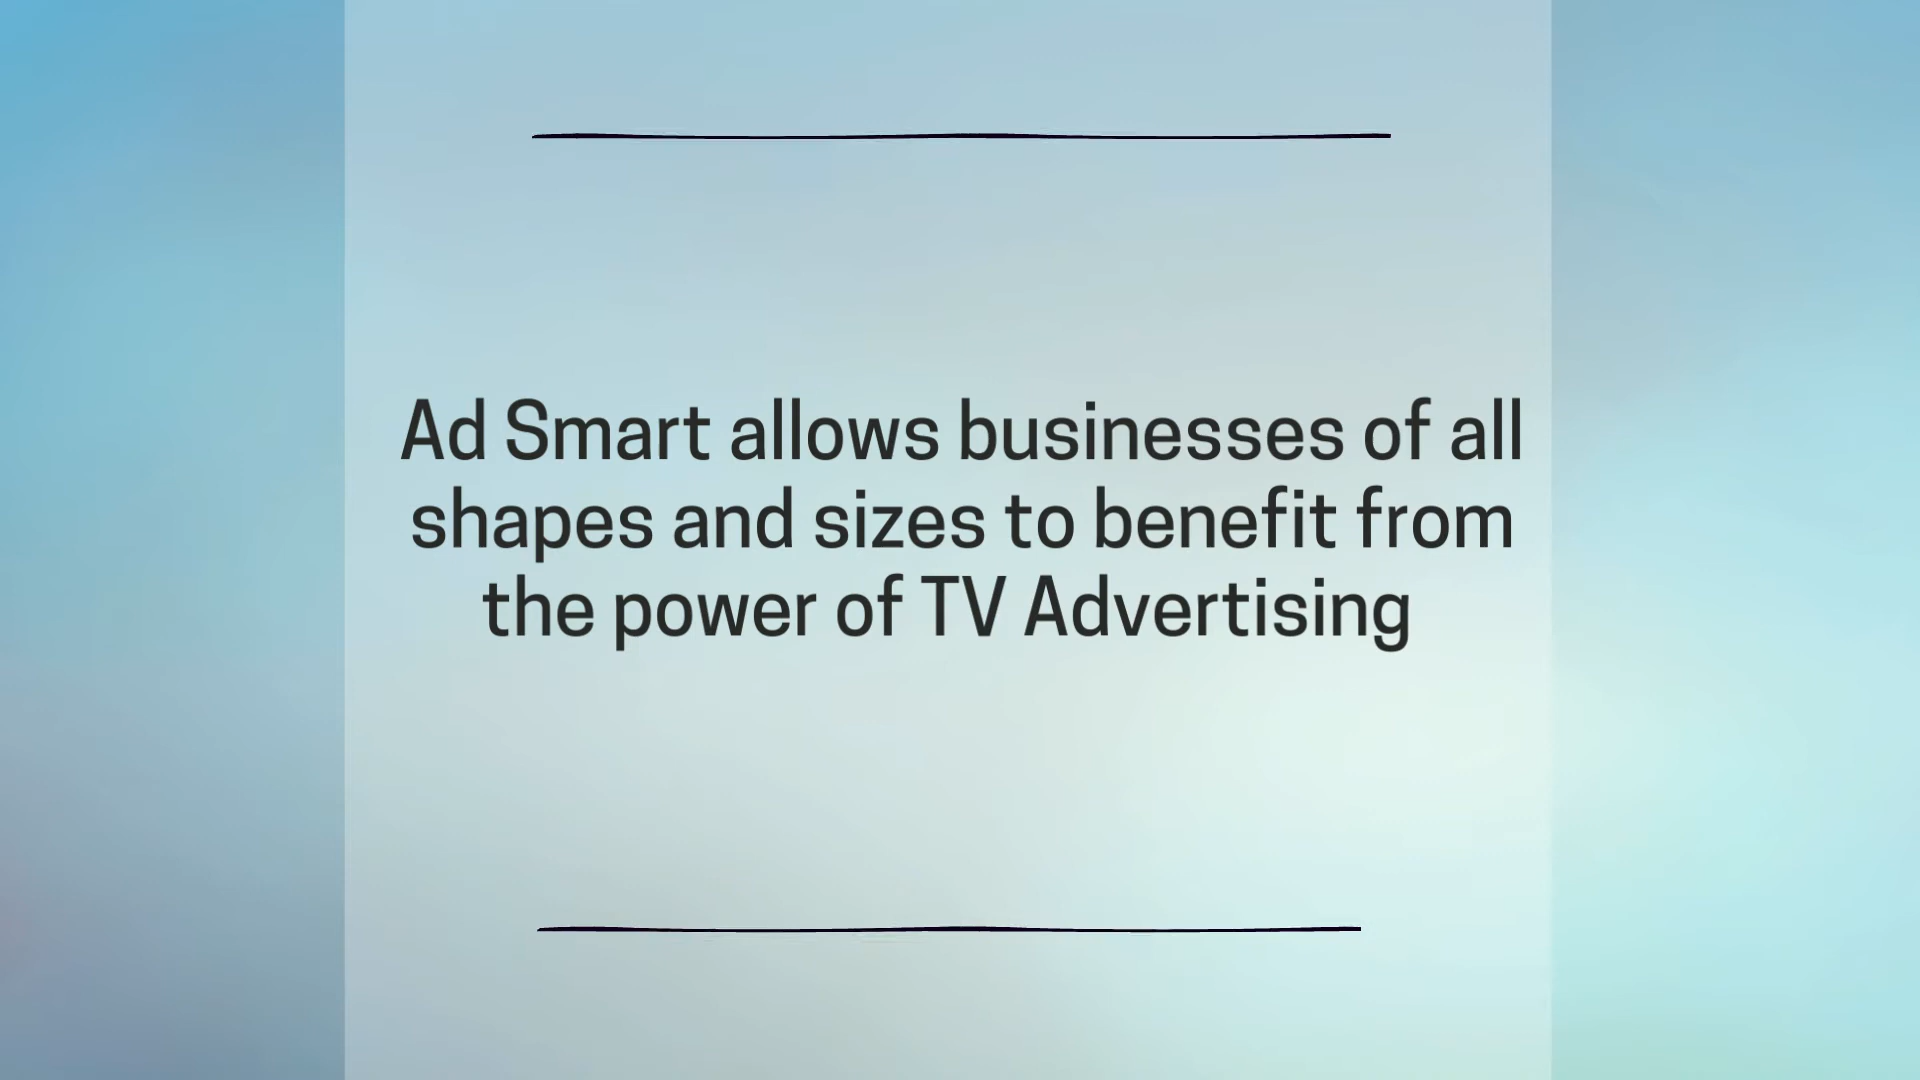 Ad Smart allows businesses of all
shapes and sizes to benefit from
the power of TV Advertising